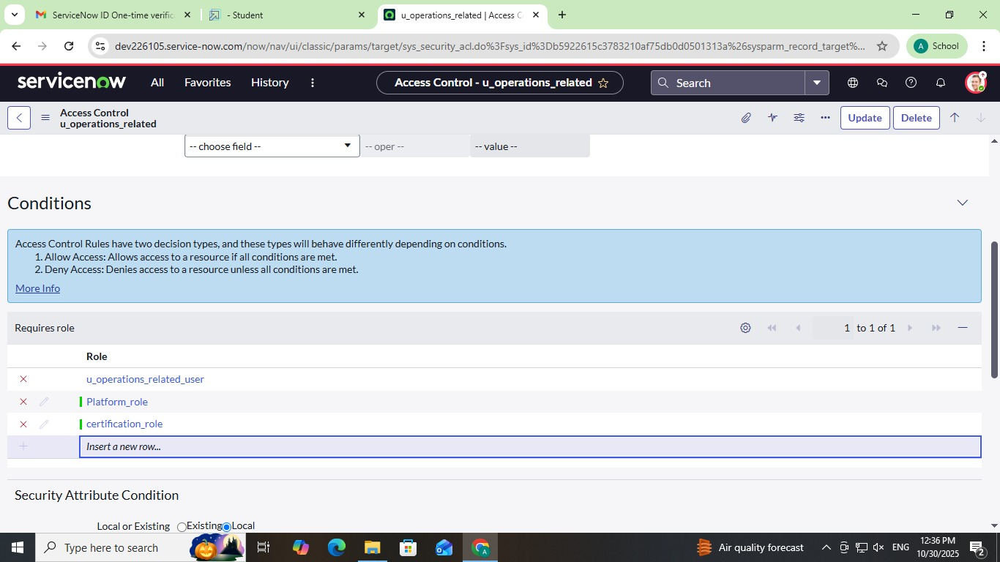 ServiceNow ID One-time verific
- Student
u_operations_related | Access C
dev226105.service-now.com/now/nav/ui/classic/params/target/sys_security_acl.do%3Fsys_id%3Db5922615c3783210af75db0d0501313a%26sysparm_record_target%...
A School
servicenow All Favorites History Access Control - u_operations_related Search
Access Control
u_operations_related
Update Delete
-- choose field -- -- oper -- -- value --
Conditions
Access Control Rules have two decision types, and these types will behave differently depending on conditions.
1. Allow Access: Allows access to a resource if all conditions are met.
2. Deny Access: Denies access to a resource unless all conditions are met.
More Info
Requires role 1 to 1 of 1
Role
u_operations_related_user
Platform_role
certification_role
Insert a new row...
Security Attribute Condition
Local or Existing Existing Local
Type here to search Air quality forecast ENG 12:36 PM
10/30/2025 2